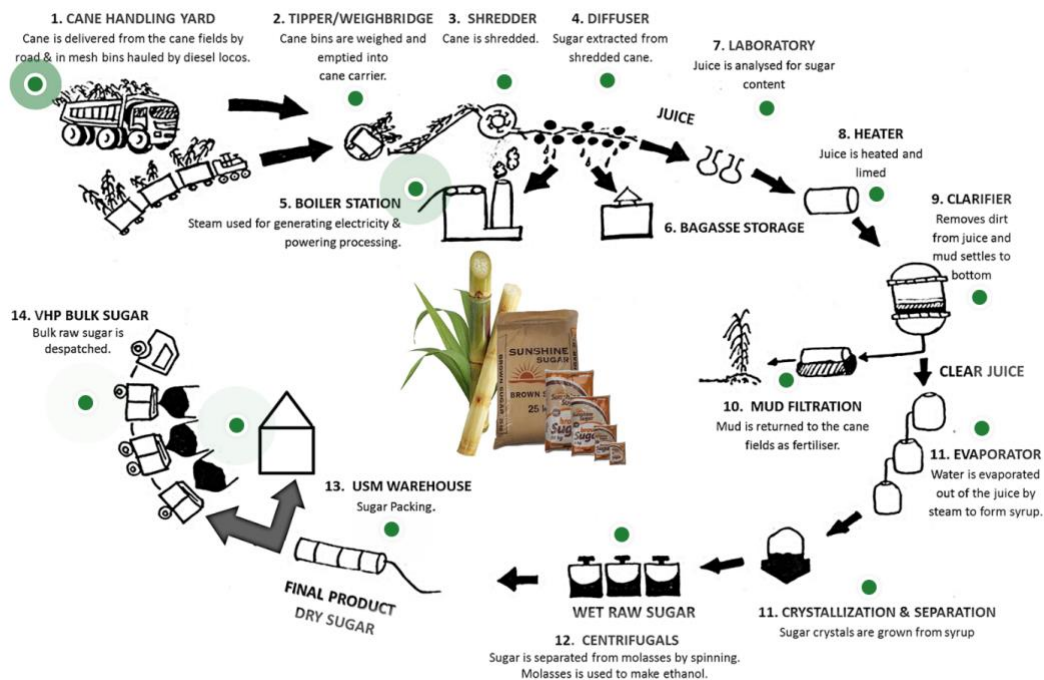 1. CANE HANDLING YARD
Cane is delivered from the cane fields by
road & in mesh bins hauled by diesel locos.
2. TIPPER/WEIGHBRIDGE
Cane bins are weighed and
emptied into
cane carrier.
3. SHREDDER
Cane is shredded.
4. DIFFUSER
Sugar extracted from
shredded cane.
JUICE
7. LABORATORY
Juice is analysed for sugar
content
8. HEATER
Juice is heated and
limed
5. BOILER STATION
Steam used for generating electricity &
powering processing.
6. BAGASSE STORAGE
9. CLARIFIER
Removes dirt
from juice and
mud settles to
bottom
CLEAR JUICE
10. MUD FILTRATION
Mud is returned to the cane
fields as fertiliser.
11. EVAPORATOR
Water is evaporated
out of the juice by
steam to form syrup.
11. CRYSTALLIZATION & SEPARATION
Sugar crystals are grown from syrup
WET RAW SUGAR
12. CENTRIFUGALS
Sugar is separated from molasses by spinning.
Molasses is used to make ethanol.
FINAL PRODUCT
DRY SUGAR
13. USM WAREHOUSE
Sugar Packing.
14. VHP BULK SUGAR
Bulk raw sugar is
despatched.
SUNSHINE
SUGAR
BROWN S
25 k